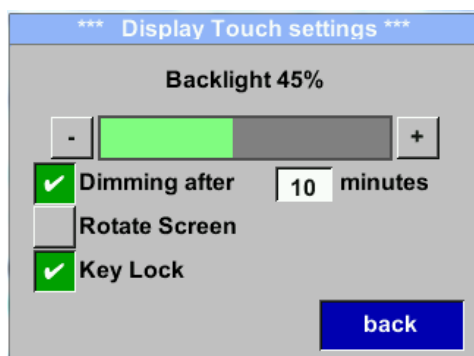 *** Display Touch settings ***
Backlight 45%
- +
Dimming after 10 minutes
Rotate Screen
Key Lock
back